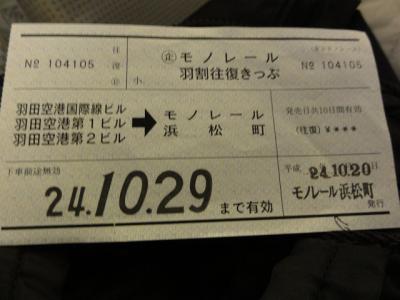 往
復
№ 104105
小
㊭ モノレール
羽割往復きっぷ
№ 104105
羽田空港国際線ビル
羽田空港第1ビル
羽田空港第2ビル
➡
モノレール
浜松町
発売日共10日間有効
(往復) ¥***
下車前途無効
24.10.29 まで有効
平成
24.10.20
モノレール浜松町
発行